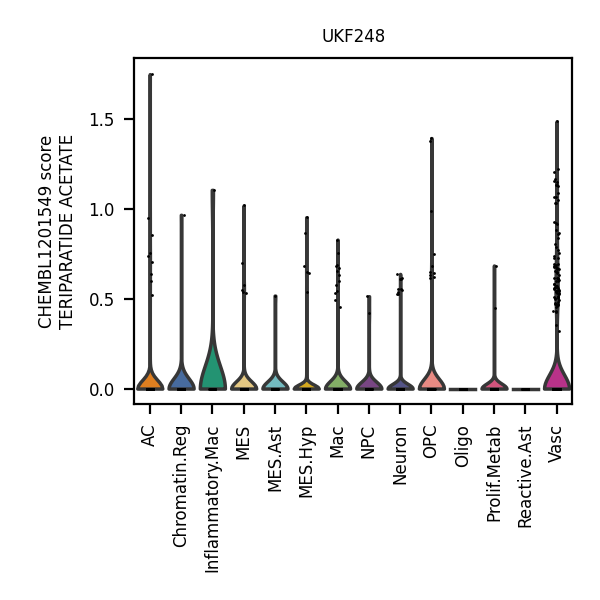 UKF248
CHEMBL1201549 score
TERIPARATIDE ACETATE
1.5
1.0
0.5
0.0
AC
Chromatin.Reg
Inflammatory.Mac
MES
MES.Ast
MES.Hyp
Mac
NPC
Neuron
OPC
Oligo
Prolif.Metab
Reactive.Ast
Vasc